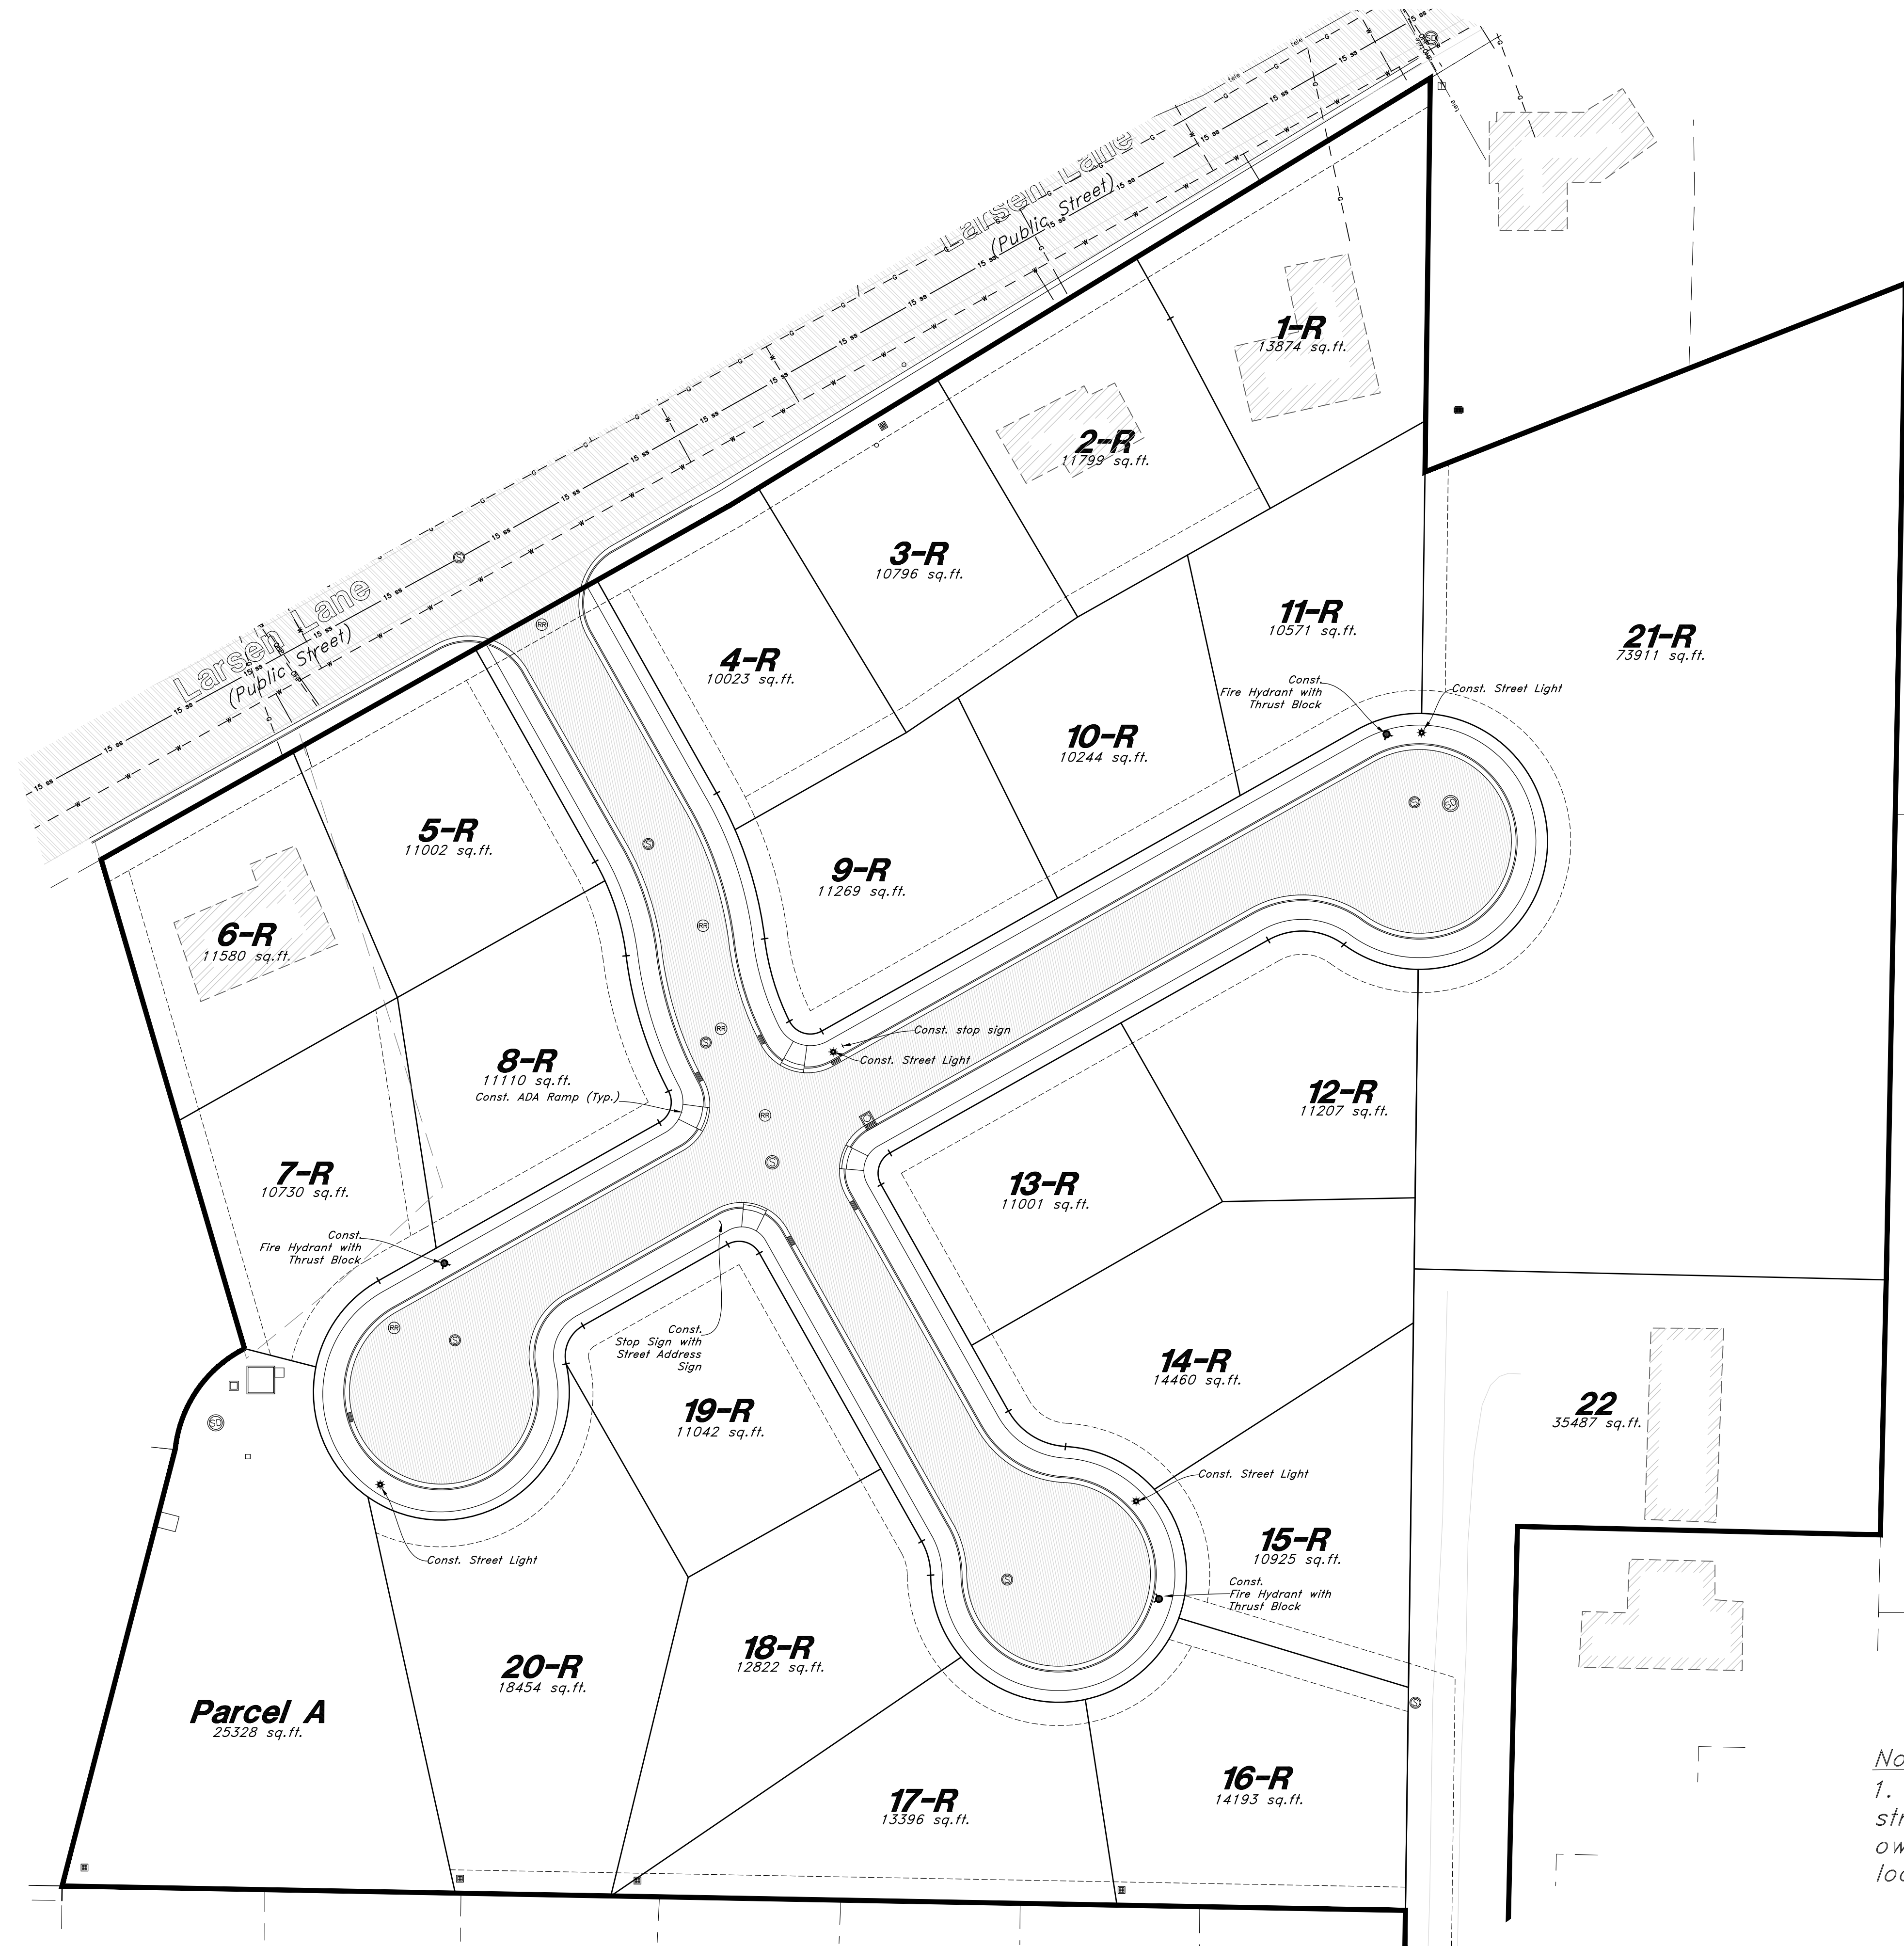 Larsen Lane
(Public Street)
Larsen Lane
(Public Street)
1-R
13874 sq.ft.
2-R
11799 sq.ft.
3-R
10796 sq.ft.
4-R
10023 sq.ft.
11-R
10571 sq.ft.
21-R
73911 sq.ft.
Const.
Fire Hydrant with
Thrust Block
Const. Street Light
10-R
10244 sq.ft.
5-R
11002 sq.ft.
9-R
11269 sq.ft.
6-R
11580 sq.ft.
Const. stop sign
Const. Street Light
8-R
11110 sq.ft.
Const. ADA Ramp (Typ.)
12-R
11207 sq.ft.
7-R
10730 sq.ft.
13-R
11001 sq.ft.
Const.
Fire Hydrant with
Thrust Block
Const.
Stop Sign with
Street Address
Sign
14-R
14460 sq.ft.
19-R
11042 sq.ft.
22
35487 sq.ft.
Const. Street Light
15-R
10925 sq.ft.
Const. Street Light
Const.
Fire Hydrant with
Thrust Block
18-R
12822 sq.ft.
20-R
18454 sq.ft.
Parcel A
25328 sq.ft.
17-R
13396 sq.ft.
16-R
14193 sq.ft.
No
1.
str
ow
loc